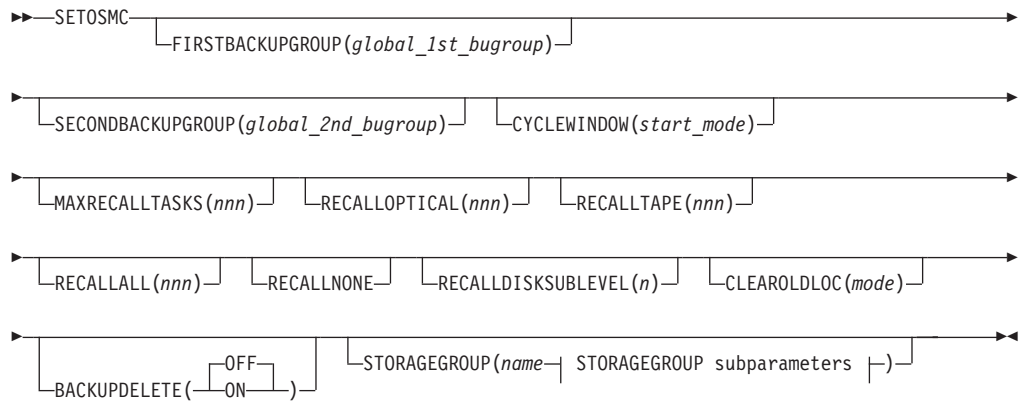 SETOSMC
FIRSTBACKUPGROUP(global_1st_bugroup)
SECONDBACKUPGROUP(global_2nd_bugroup) CYCLEWINDOW(start_mode)
MAXRECALLTASKS(nnn) RECALLOPTICAL(nnn) RECALLTAPE(nnn)
RECALLALL(nnn) RECALLNONE RECALLDISKSUBLEVEL(n) CLEAROLDLOC(mode)
OFF STORAGEGROUP(name STORAGEGROUP subparameters )
BACKUPDELETE( ON )